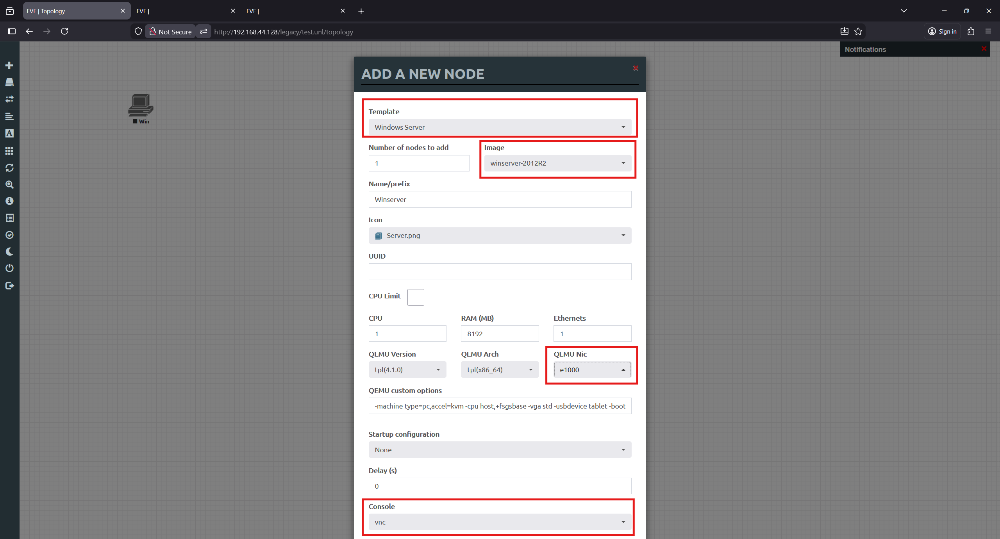 EVE | Topology
EVE |
EVE |
Not Secure
http://192.168.44.128/legacy/test.unl/topology
Sign in
Notifications
Win
ADD A NEW NODE
Template
Windows Server
Number of nodes to add
Image
1
winserver-2012R2
Name/prefix
Winserver
Icon
Server.png
UUID
CPU Limit
CPU
RAM (MB)
Ethernets
1
8192
1
QEMU Version
QEMU Arch
QEMU Nic
tpl(4.1.0)
tpl(x86_64)
e1000
QEMU custom options
-machine type=pc,accel=kvm -cpu host,+fsgsbase -vga std -usbdevice tablet -boot
Startup configuration
None
Delay (s)
0
Console
vnc